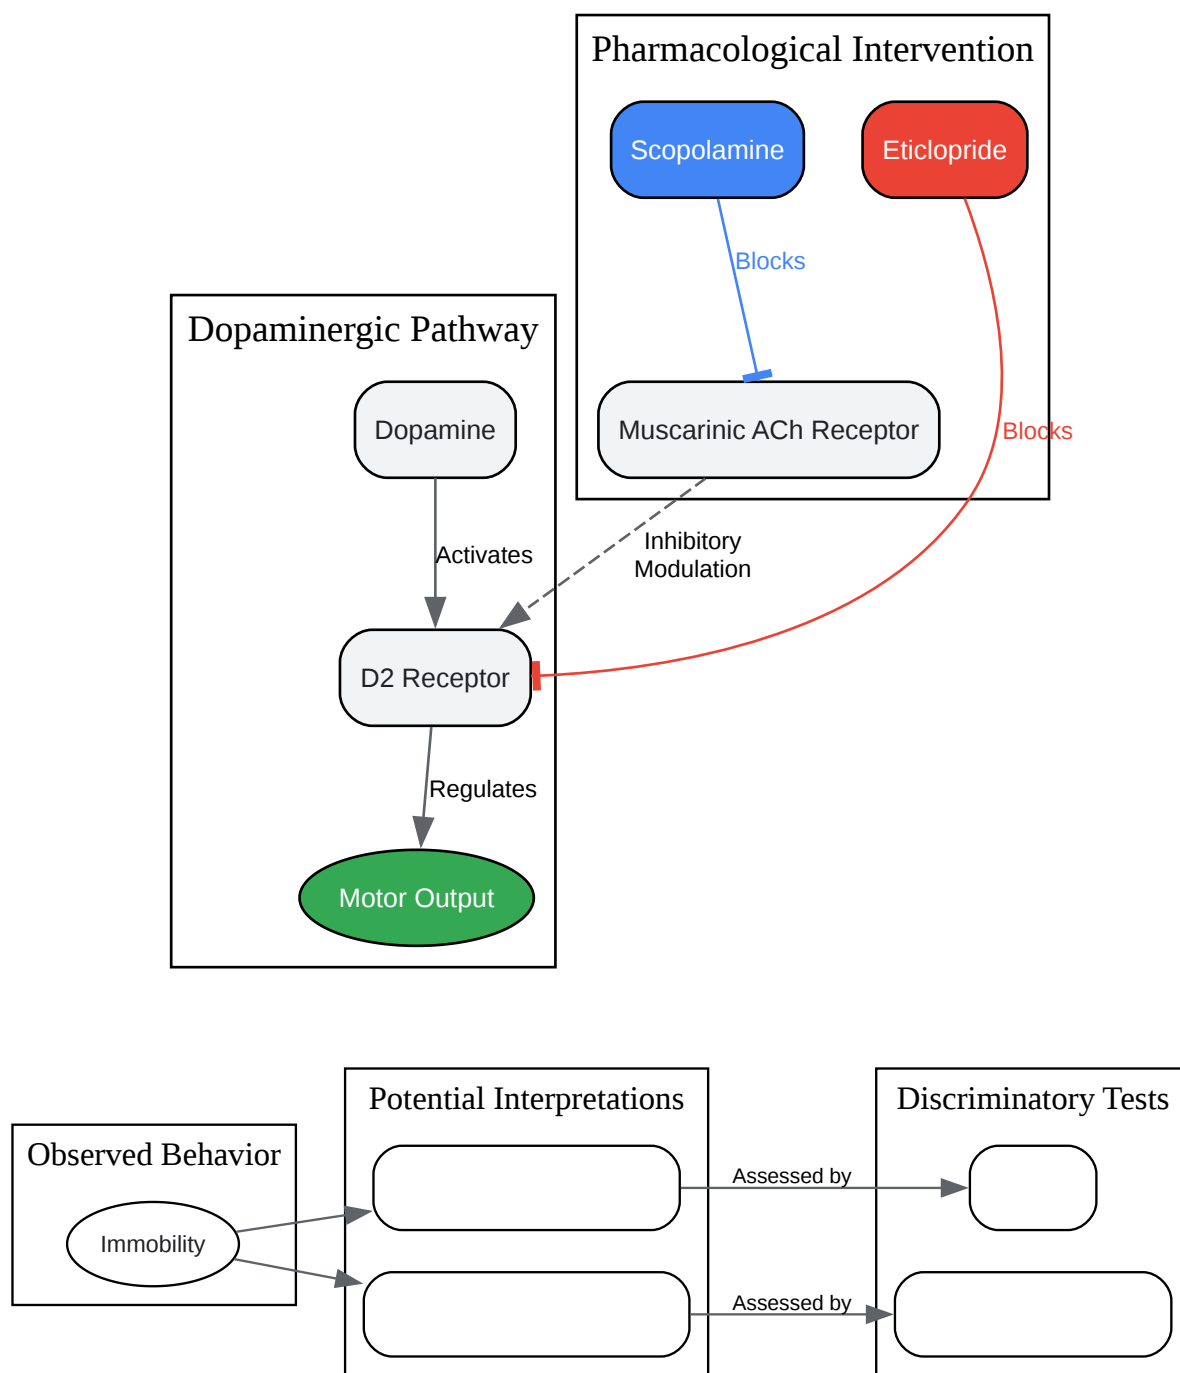 Pharmacological Intervention
Scopolamine
Eticlopride
Blocks
Dopaminergic Pathway
Dopamine
Muscarinic ACh Receptor
Blocks
Activates
Inhibitory
Modulation
D2 Receptor
Regulates
Motor Output
Observed Behavior
Immobility
Potential Interpretations
Assessed by
Assessed by
Discriminatory Tests